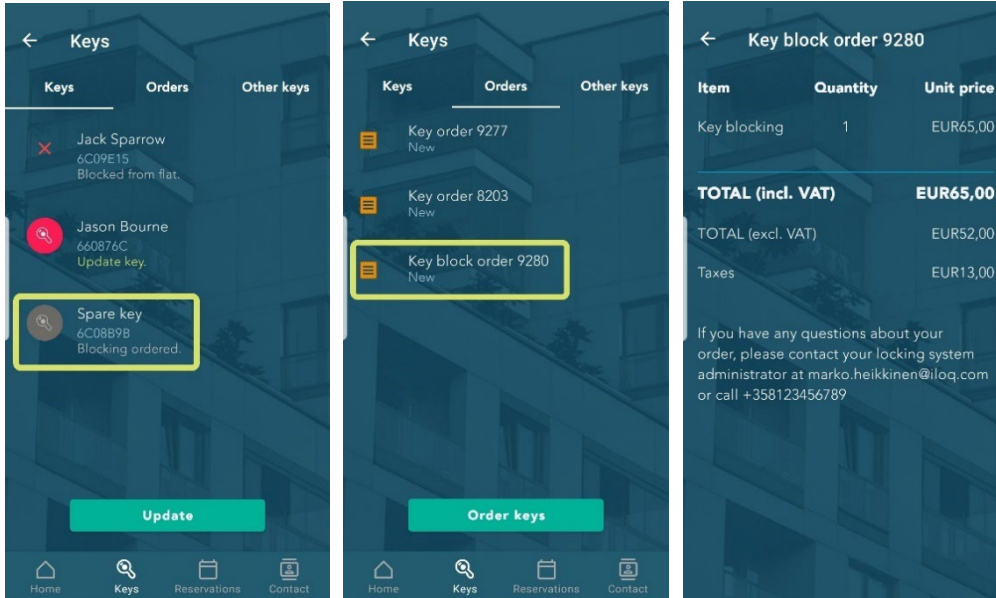 Keys
Keys Orders Other keys
Jack Sparrow
6C09E15
Blocked from flat.
Jason Bourne
660876C
Update key.
Spare key
6C08B9B
Blocking ordered.
Update
Home Keys Reservations Contact
Keys
Keys Orders Other keys
Key order 9277
New
Key order 8203
New
Key block order 9280
New
Order keys
Home Keys Reservations Contact
Key block order 9280
Item Quantity Unit price
Key blocking 1 EUR65,00
TOTAL (incl. VAT) EUR65,00
TOTAL (excl. VAT) EUR52,00
Taxes EUR13,00
If you have any questions about your
order, please contact your locking system
administrator at marko.heikkinen@iloq.com
or call +358123456789